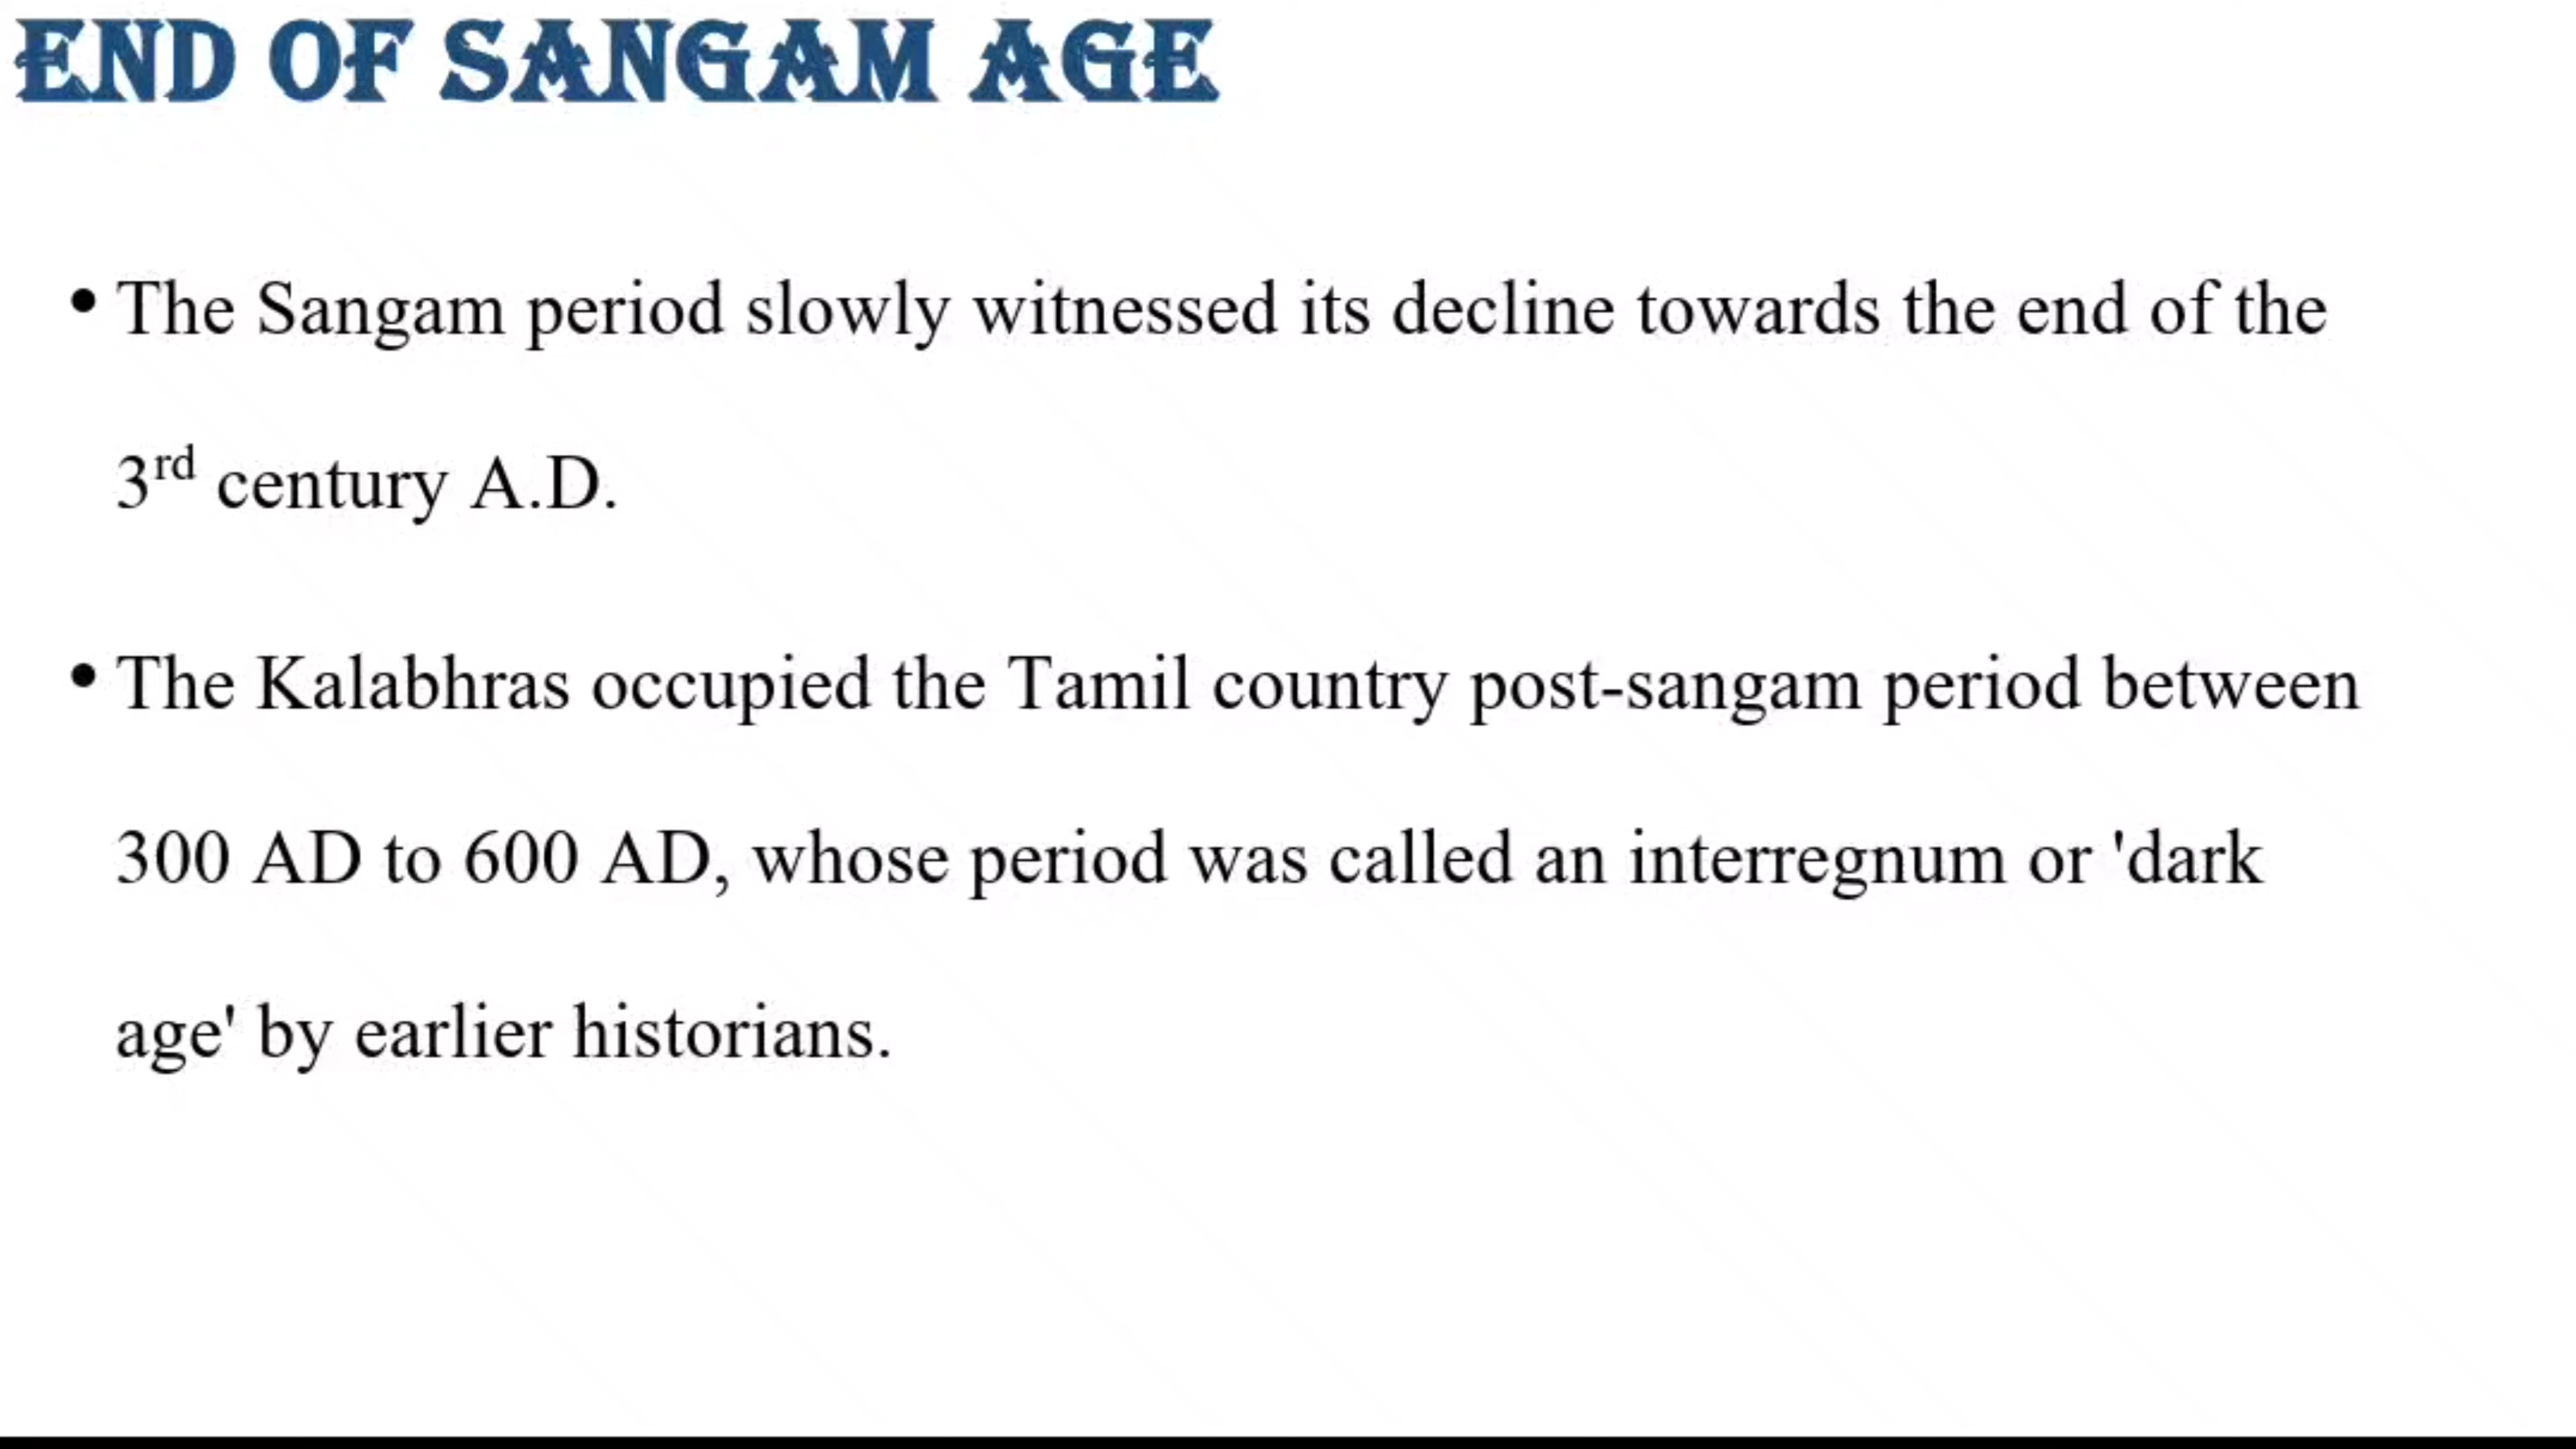 END OF SANGAM AGE
• The Sangam period slowly witnessed its decline towards the end of the
3rd century A.D.
• The Kalabhras occupied the Tamil country post-sangam period between
300 AD to 600 AD, whose period was called an interregnum or 'dark
age' by earlier historians.